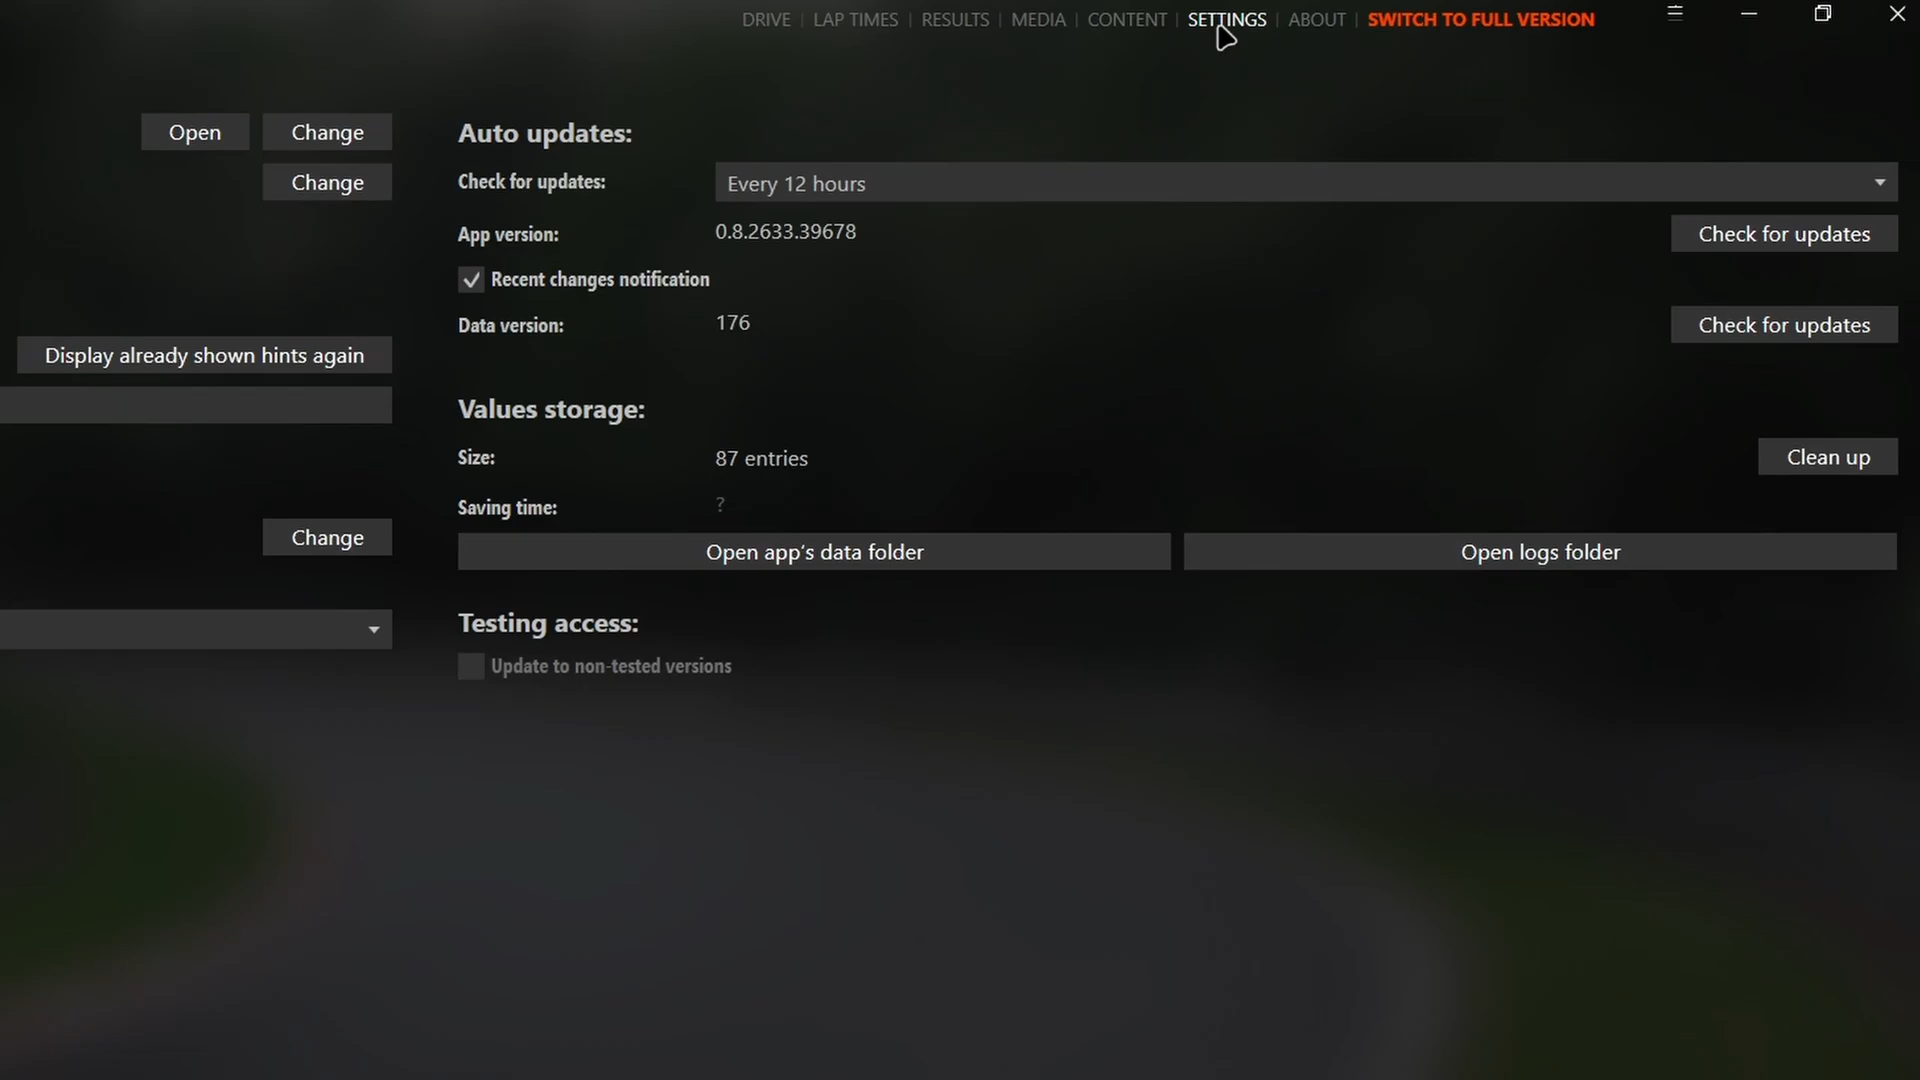 DRIVE | LAP TIMES | RESULTS | MEDIA | CONTENT | SETTINGS | ABOUT | SWITCH TO FULL VERSION
Open Change
Change
Display already shown hints again
Change
Auto updates:
Check for updates: Every 12 hours
App version: 0.8.2633.39678 Check for updates
Recent changes notification
Data version: 176 Check for updates
Values storage:
Size: 87 entries Clean up
Saving time: ?
Open app's data folder Open logs folder
Testing access:
Update to non-tested versions